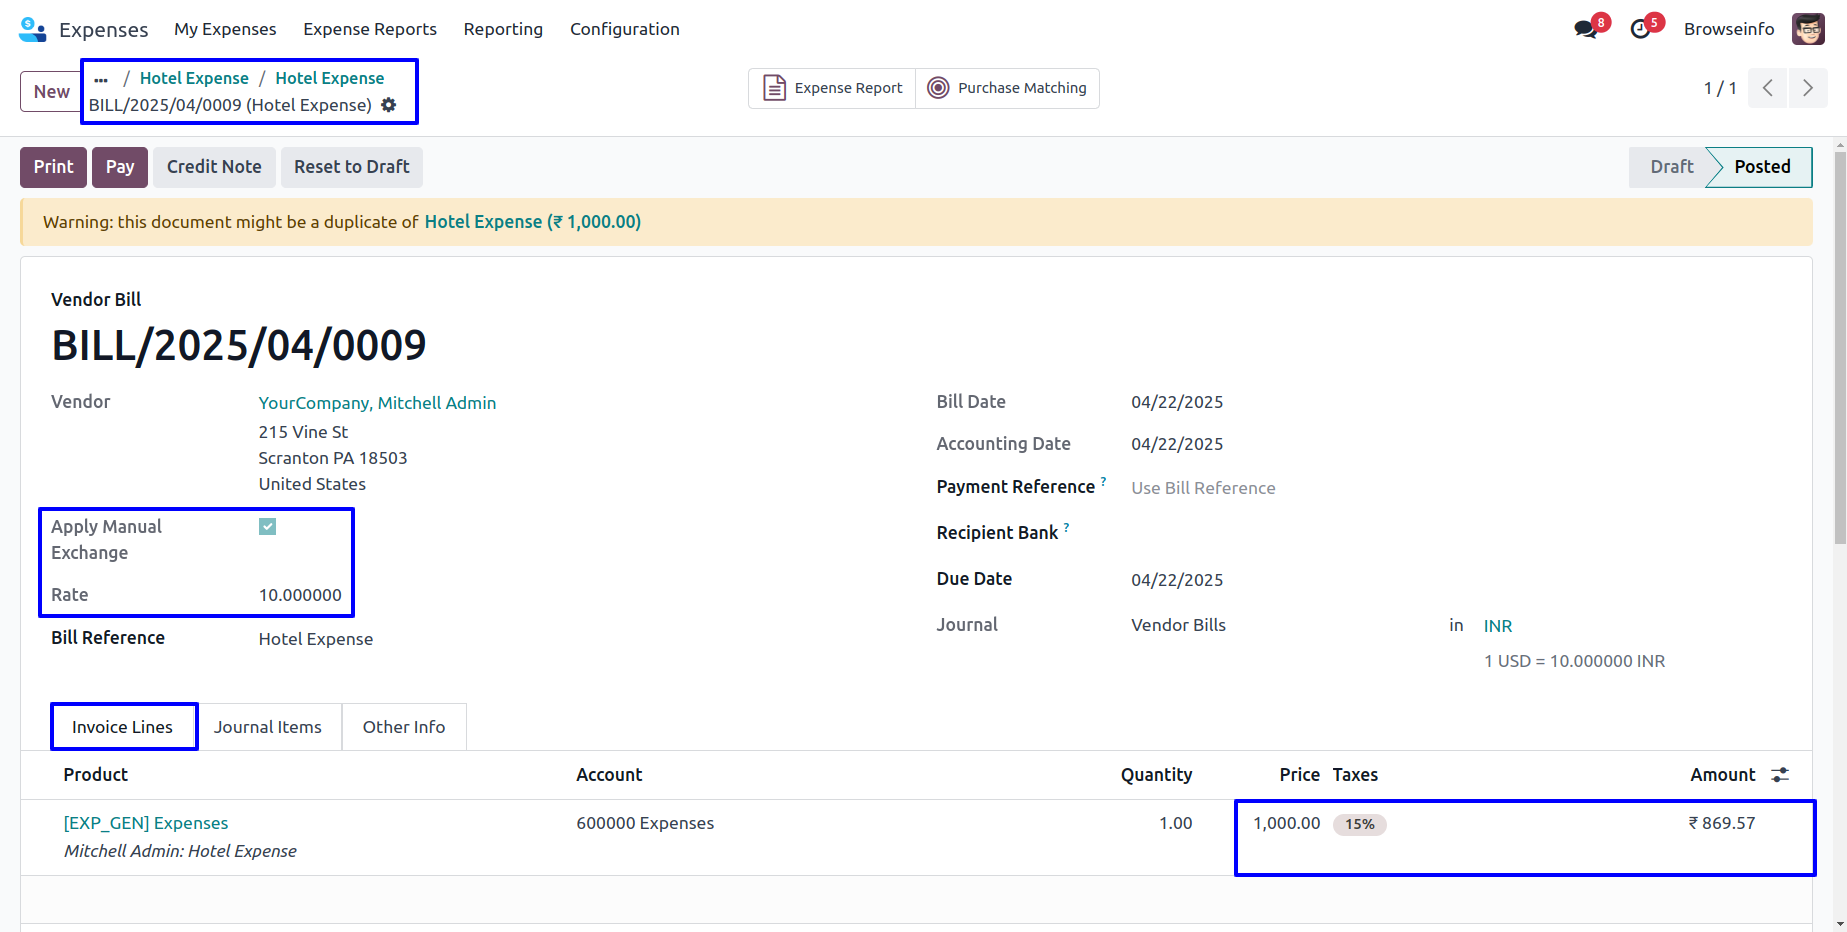 Expenses My Expenses Expense Reports Reporting Configuration 8 5 Browseinfo
New ... / Hotel Expense / Hotel Expense
BILL/2025/04/0009 (Hotel Expense)
Expense Report Purchase Matching 1 / 1
Print Pay Credit Note Reset to Draft Draft Posted
Warning: this document might be a duplicate of Hotel Expense (₹ 1,000.00)
Vendor Bill
BILL/2025/04/0009
Vendor YourCompany, Mitchell Admin
215 Vine St
Scranton PA 18503
United States
Apply Manual
Exchange
Rate 10.000000
Bill Reference Hotel Expense
Bill Date 04/22/2025
Accounting Date 04/22/2025
Payment Reference ? Use Bill Reference
Recipient Bank ?
Due Date 04/22/2025
Journal Vendor Bills in INR
1 USD = 10.000000 INR
Invoice Lines Journal Items Other Info
Product Account Quantity Price Taxes Amount
[EXP_GEN] Expenses 600000 Expenses 1.00 1,000.00 15% ₹ 869.57
Mitchell Admin: Hotel Expense